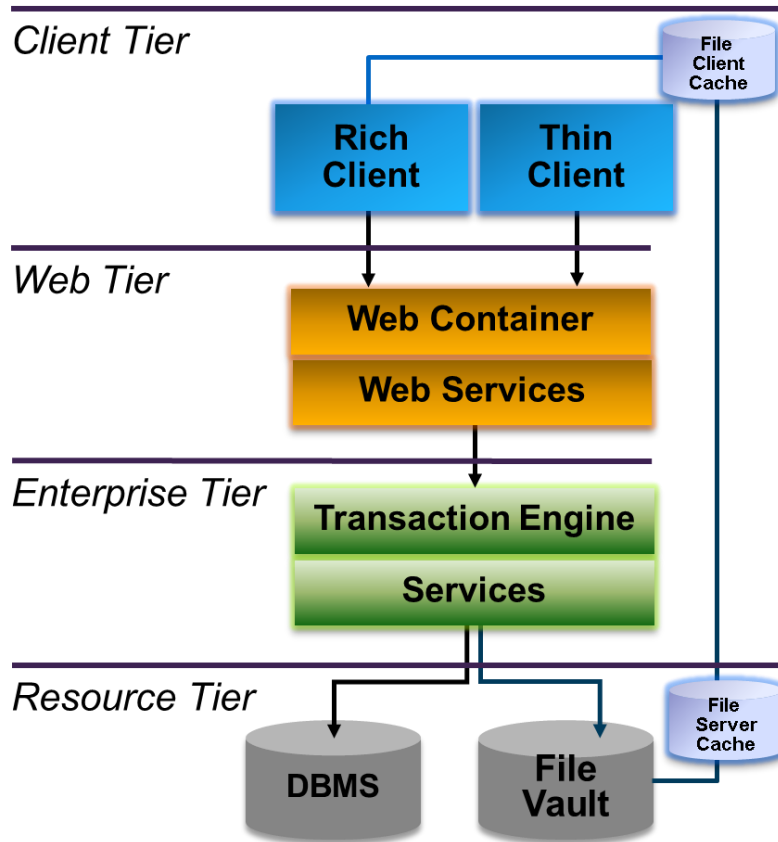 Client Tier
File
Client
Cache
Rich
Client
Thin
Client
Web Tier
Web Container
Web Services
Enterprise Tier
Transaction Engine
Services
Resource Tier
File
Server
Cache
DBMS
File
Vault